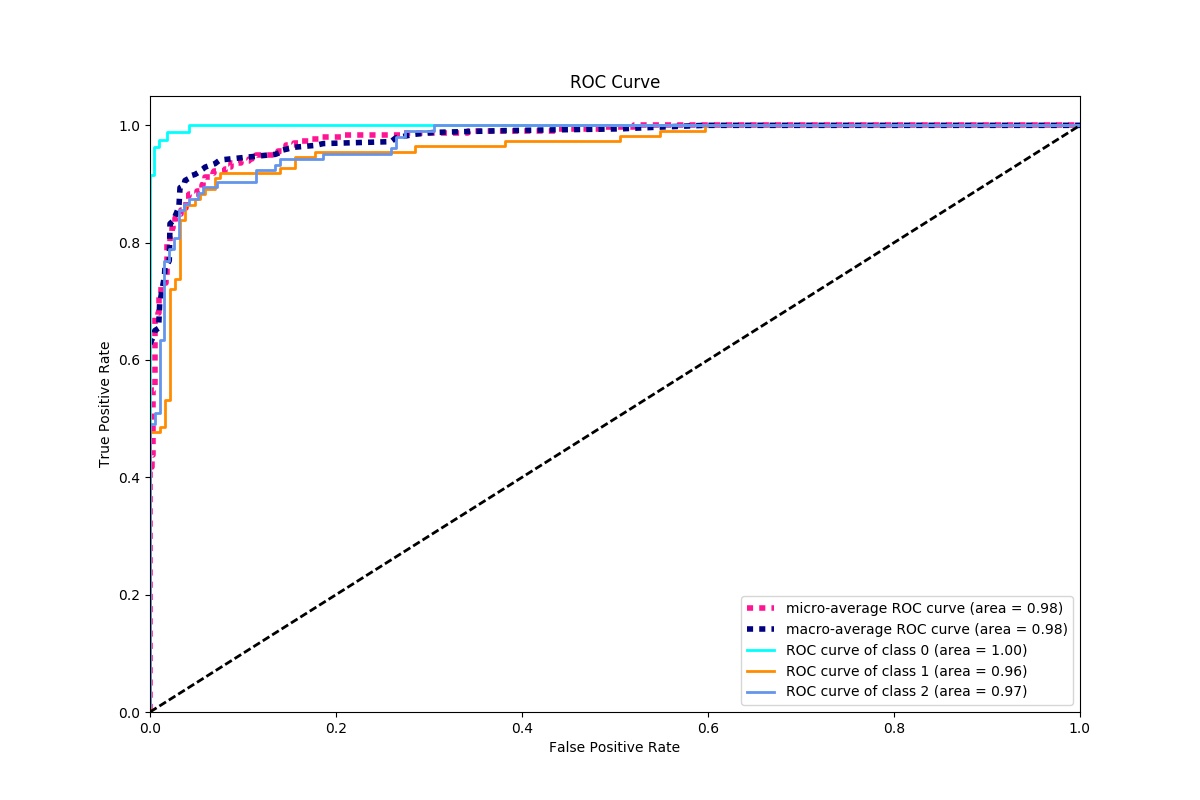 ROC Curve
1.0
0.8
0.6
0.4
0.2
0.0
True Positive Rate
0.0 0.2 0.4 0.6 0.8 1.0
False Positive Rate
micro-average ROC curve (area = 0.98)
macro-average ROC curve (area = 0.98)
ROC curve of class 0 (area = 1.00)
ROC curve of class 1 (area = 0.96)
ROC curve of class 2 (area = 0.97)